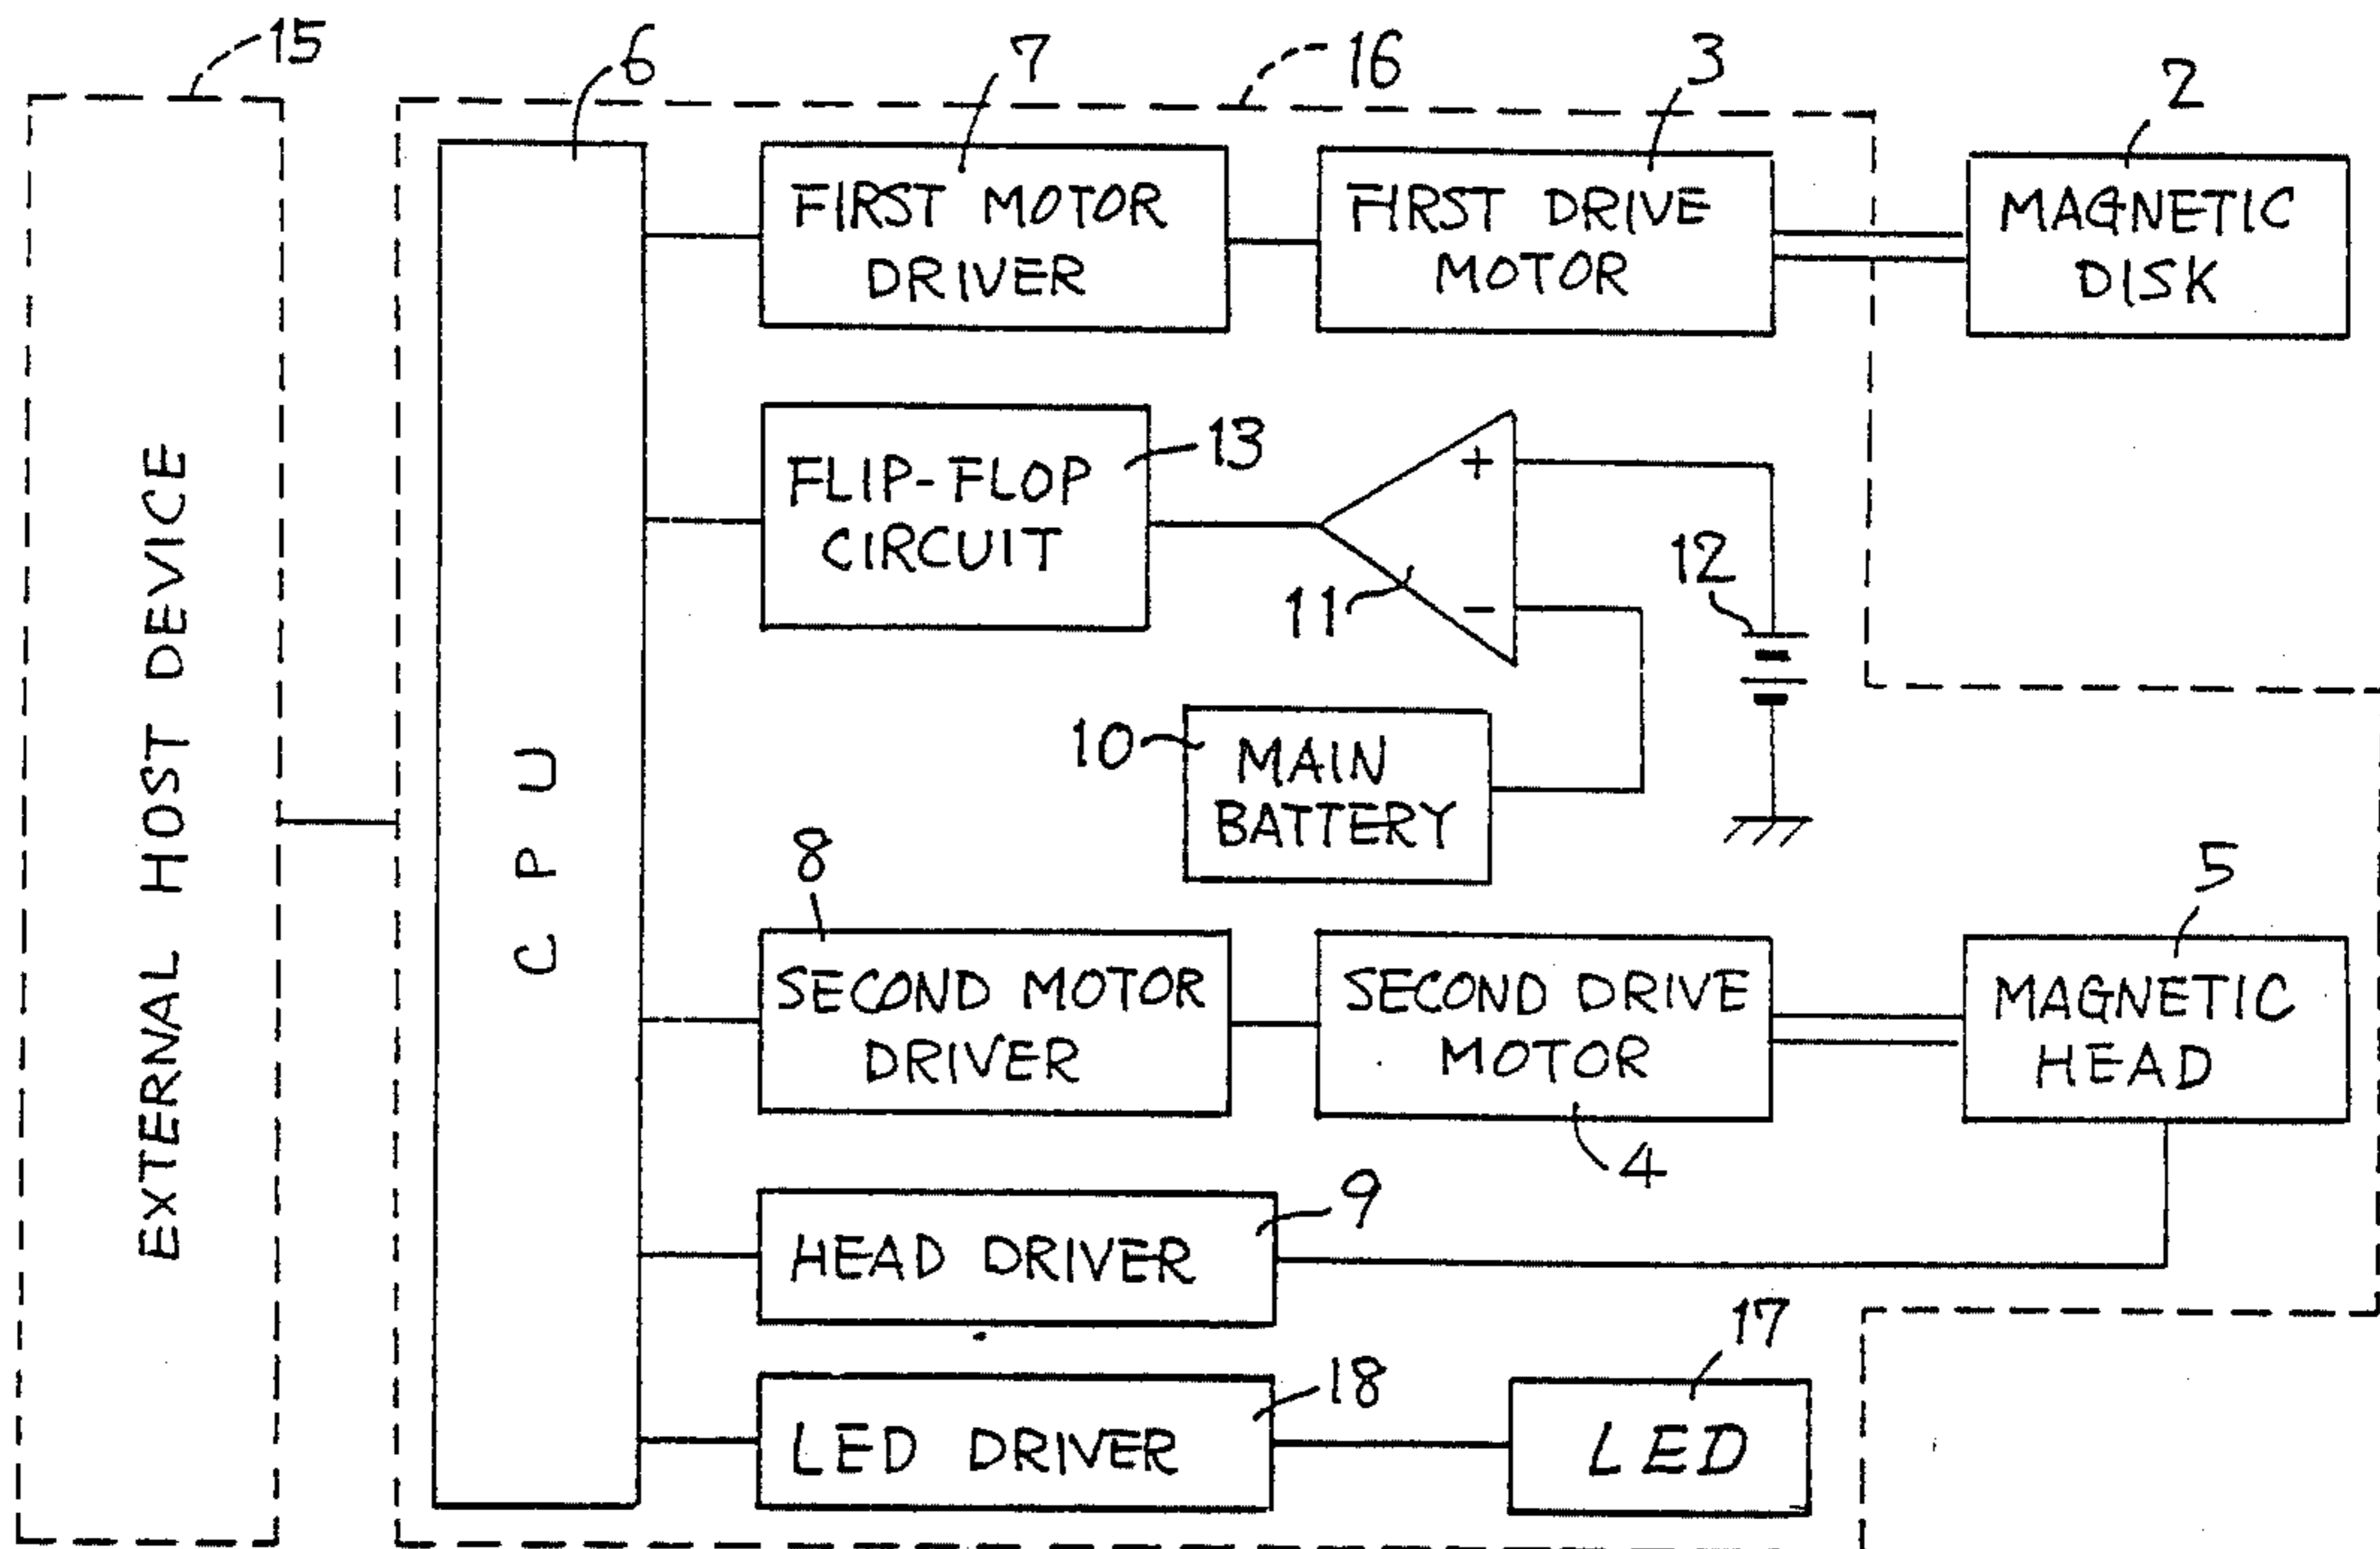 15
6
7
16
3
2
FIRST MOTOR
DRIVER
FIRST DRIVE
MOTOR
MAGNETIC
DISK
FLIP-FLOP
CIRCUIT
13
+
-
11
12
EXTERNAL HOST DEVICE
CPU
10
MAIN
BATTERY
8
5
SECOND MOTOR
DRIVER
SECOND DRIVE
MOTOR
MAGNETIC
HEAD
4
9
HEAD DRIVER
17
18
LED DRIVER
LED